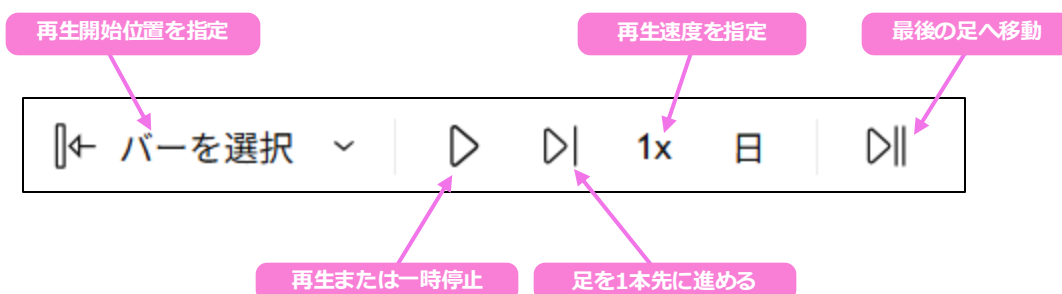 再生開始位置を指定
再生速度を指定
最後の足へ移動
バーを選択
1x
日
再生または一時停止
足を1本先に進める